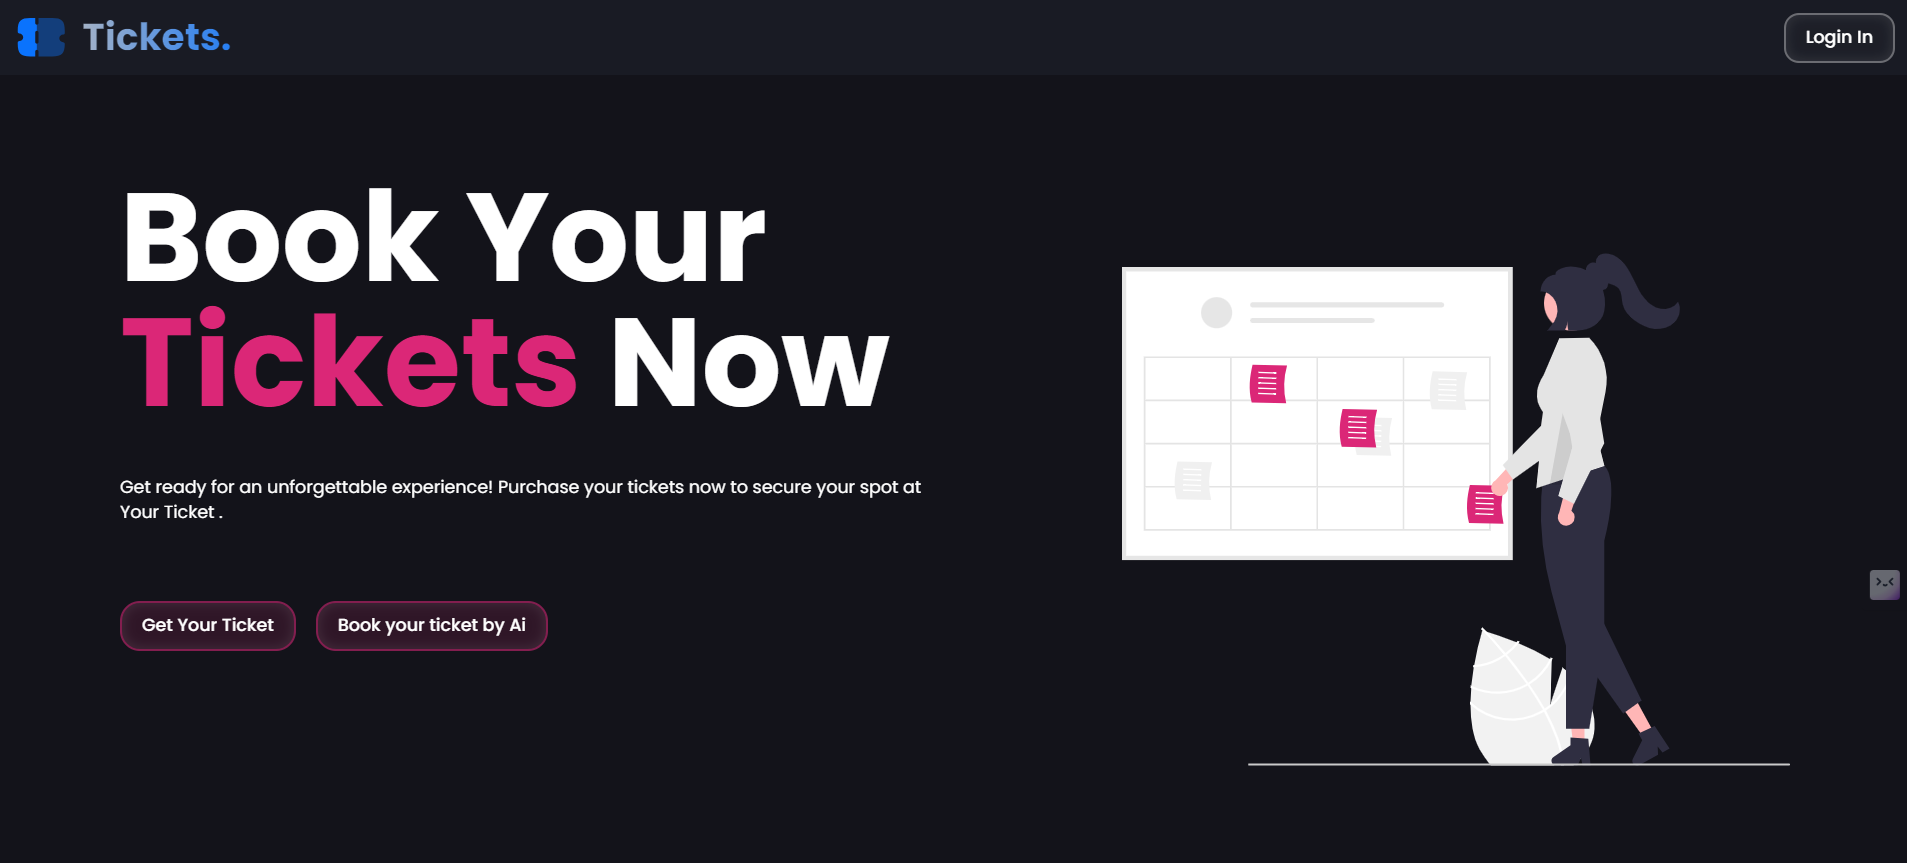 Tickets.
Login In
Book Your
Tickets Now
Get ready for an unforgettable experience! Purchase your tickets now to secure your spot at
Your Ticket .
Get Your Ticket
Book your ticket by Ai